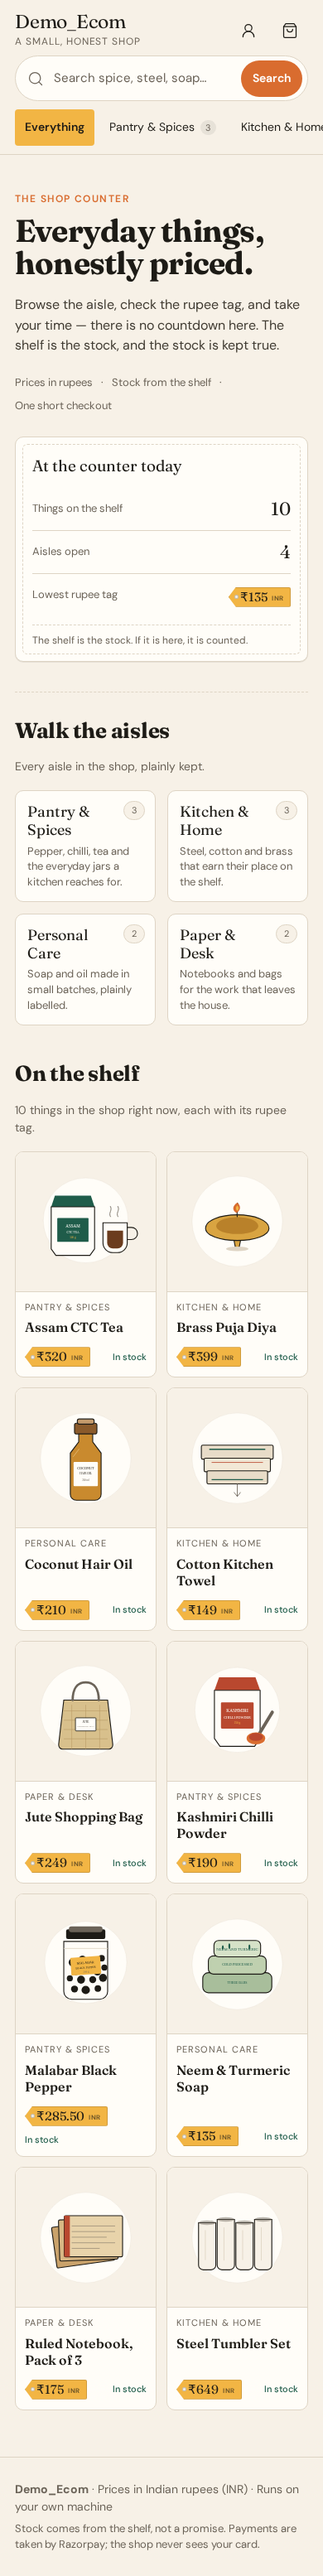 Demo_Ecom
A SMALL, HONEST SHOP
Search spice, steel, soap...
Search
Everything
Pantry & Spices 3
Kitchen & Home
THE SHOP COUNTER
Everyday things,
honestly priced.
Browse the aisle, check the rupee tag, and take
your time — there is no countdown here. The
shelf is the stock, and the stock is kept true.
Prices in rupees · Stock from the shelf ·
One short checkout
At the counter today
Things on the shelf 10
Aisles open 4
Lowest rupee tag ₹135 INR
The shelf is the stock. If it is here, it is counted.
Walk the aisles
Every aisle in the shop, plainly kept.
Pantry &
Spices
3
Pepper, chilli, tea and
the everyday jars a
kitchen reaches for.
Kitchen &
Home
3
Steel, cotton and brass
that earn their place on
the shelf.
Personal
Care
2
Soap and oil made in
small batches, plainly
labelled.
Paper &
Desk
2
Notebooks and bags
for the work that leaves
the house.
On the shelf
10 things in the shop right now, each with its rupee
tag.
ASSAM
CTC TEA
PANTRY & SPICES
Assam CTC Tea
₹320 INR In stock
KITCHEN & HOME
Brass Puja Diya
₹399 INR In stock
COCONUT
PERSONAL CARE
Coconut Hair Oil
₹210 INR In stock
KITCHEN & HOME
Cotton Kitchen
Towel
₹149 INR In stock
PAPER & DESK
Jute Shopping Bag
₹249 INR In stock
KASHMIRI
PANTRY & SPICES
Kashmiri Chilli
Powder
₹190 INR In stock
MALABAR
PANTRY & SPICES
Malabar Black
Pepper
₹285.50 INR
In stock
PERSONAL CARE
Neem & Turmeric
Soap
₹135 INR In stock
PAPER & DESK
Ruled Notebook,
Pack of 3
₹175 INR In stock
KITCHEN & HOME
Steel Tumbler Set
₹649 INR In stock
Demo_Ecom · Prices in Indian rupees (INR) · Runs on
your own machine
Stock comes from the shelf, not a promise. Payments are
taken by Razorpay; the shop never sees your card.